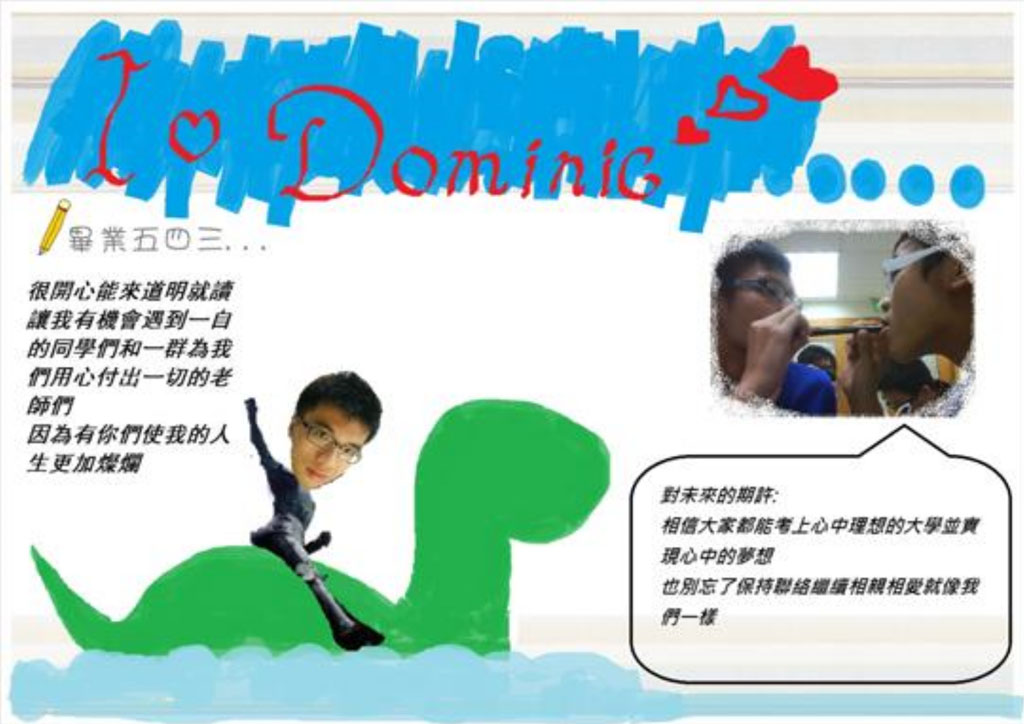 To Dominic
畢業五四三...
很開心能來道明就讀
讓我有機會遇到一自
的同學們和一群為我
們用心付出一切的老
師們
因為有你們使我的人
生更加燦爛
對未來的期許:
相信大家都能考上心中理想的大學並實
現心中的夢想
也別忘了保持聯絡繼續相親相愛就像我
們一樣